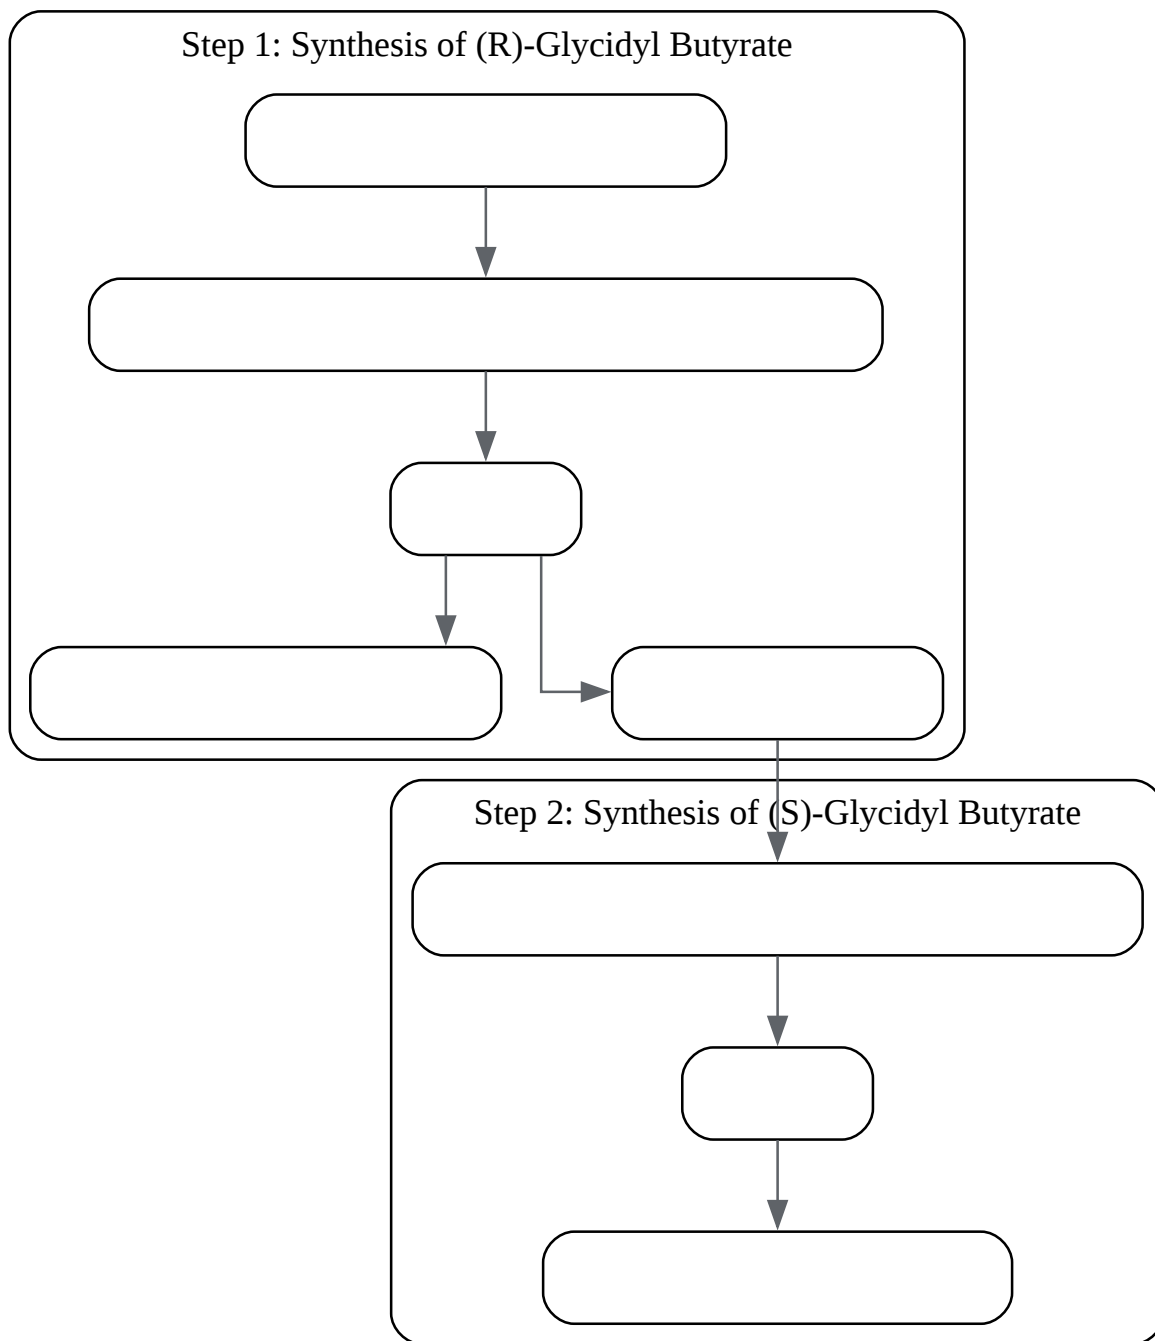 Step 1: Synthesis of (R)-Glycidyl Butyrate
Step 2: Synthesis of (S)-Glycidyl Butyrate